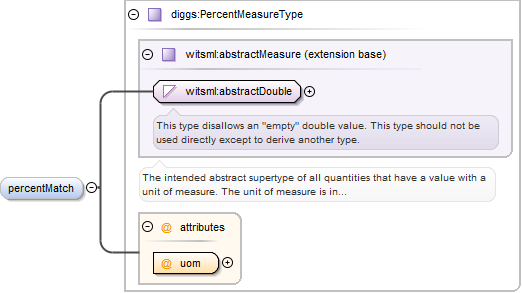 diggs:PercentMeasureType
witsml:abstractMeasure (extension base)
witsml:abstractDouble
This type disallows an "empty" double value. This type should not be
used directly except to derive another type.
The intended abstract supertype of all quantities that have a value with a
unit of measure. The unit of measure is in...
percentMatch
@ attributes
@ uom